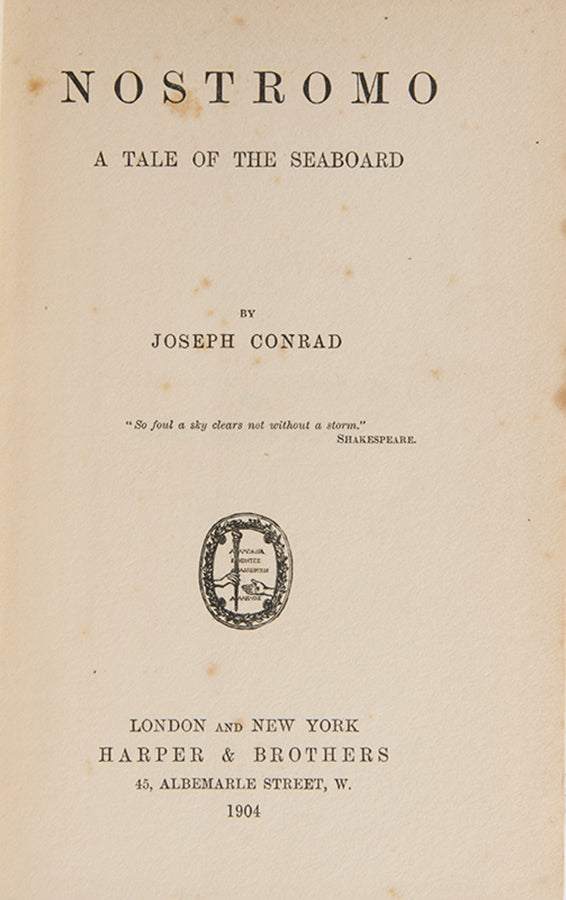 NOSTROMO
A TALE OF THE SEABOARD
BY
JOSEPH CONRAD
"So foul a sky clears not without a storm."
SHAKESPEARE.
LONDON AND NEW YORK
HARPER & BROTHERS
45, ALBEMARLE STREET, W.
1904